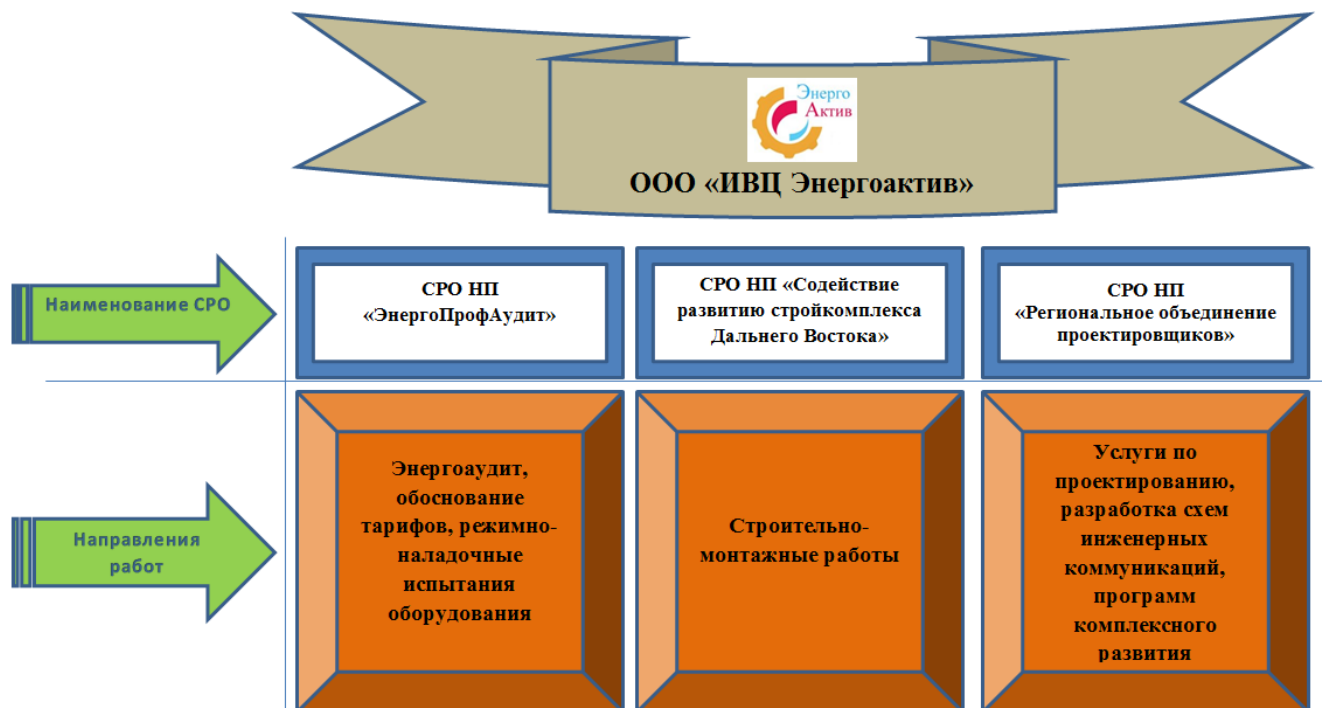 Энерго
Актив
ООО «ИВЦ Энергоактив»
Наименование СРО
СРО НП
«ЭнергоПрофАудит»
СРО НП «Содействие
развитию стройкомплекса
Дальнего Востока»
СРО НП
«Региональное объединение
проектировщиков»
Направления
работ
Энергоаудит,
обоснование
тарифов, режимно-
наладочные
испытания
оборудования
Строительно-
монтажные работы
Услуги по
проектированию,
разработка схем
инженерных
коммуникаций,
программ
комплексного
развития